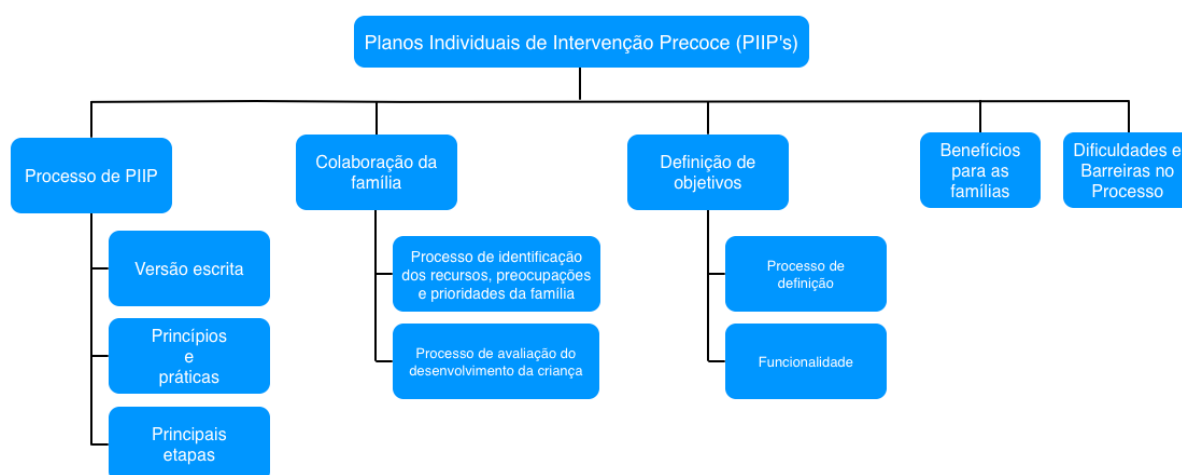 Planos Individuais de Intervenção Precoce (PIIP's)
Processo de PIIP
Colaboração da
família
Definição de
objetivos
Benefícios
para as
famílias
Dificuldades e
Barreiras no
Processo
Versão escrita
Princípios
e
práticas
Principais
etapas
Processo de identificação
dos recursos, preocupações
e prioridades da família
Processo de avaliação do
desenvolvimento da criança
Processo de
definição
Funcionalidade